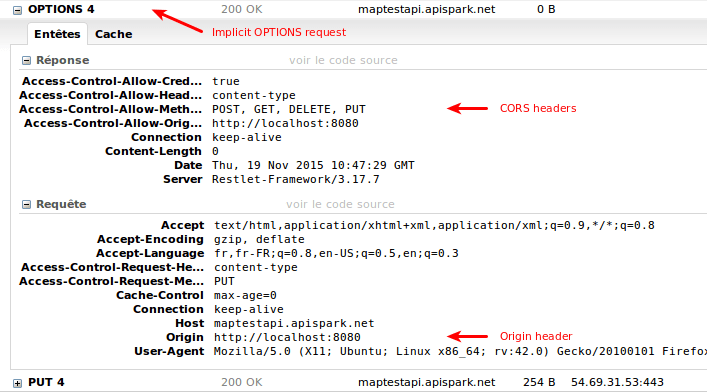 OPTIONS 4 200 OK maptestapi.apispark.net 0 B
Implicit OPTIONS request
Entêtes Cache
Réponse voir le code source
Access-Control-Allow-Cred... true
Access-Control-Allow-Head... content-type
Access-Control-Allow-Meth... POST, GET, DELETE, PUT CORS headers
Access-Control-Allow-Orig... http://localhost:8080
Connection keep-alive
Content-Length 0
Date Thu, 19 Nov 2015 10:47:29 GMT
Server Restlet-Framework/3.17.7
Requête voir le code source
Accept text/html,application/xhtml+xml,application/xml;q=0.9,*/*;q=0.8
Accept-Encoding gzip, deflate
Accept-Language fr,fr-FR;q=0.8,en-US;q=0.5,en;q=0.3
Access-Control-Request-He... content-type
Access-Control-Request-Me... PUT
Cache-Control max-age=0
Connection keep-alive
Host maptestapi.apispark.net
Origin http://localhost:8080 Origin header
User-Agent Mozilla/5.0 (X11; Ubuntu; Linux x86_64; rv:42.0) Gecko/20100101 Firefox
PUT 4 200 OK maptestapi.apispark.net 254 B 54.69.31.53:443